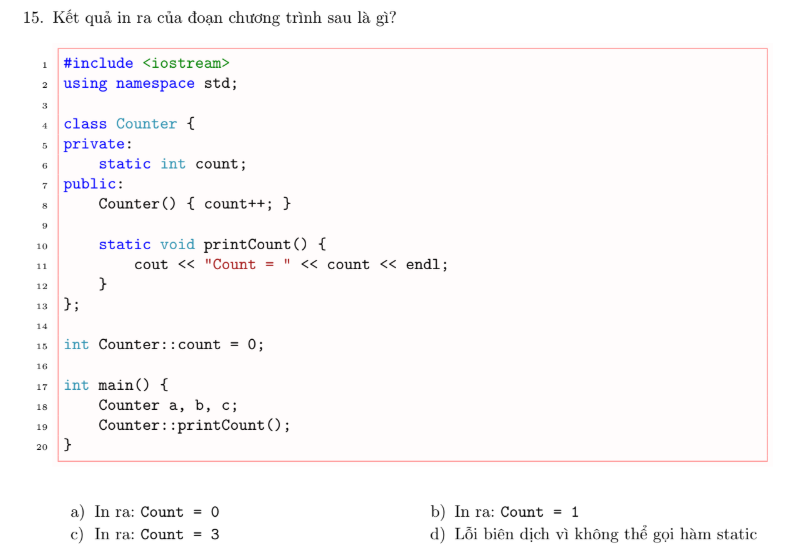 15. Kết quả in ra của đoạn chương trình sau là gì?
1 #include <iostream>
2 using namespace std;
3
4 class Counter {
5 private:
6     static int count;
7 public:
8     Counter() { count++; }
9
10     static void printCount() {
11         cout << "Count = " << count << endl;
12     }
13 };
14
15 int Counter::count = 0;
16
17 int main() {
18     Counter a, b, c;
19     Counter::printCount();
20 }
a) In ra: Count = 0 b) In ra: Count = 1
c) In ra: Count = 3 d) Lỗi biên dịch vì không thể gọi hàm static